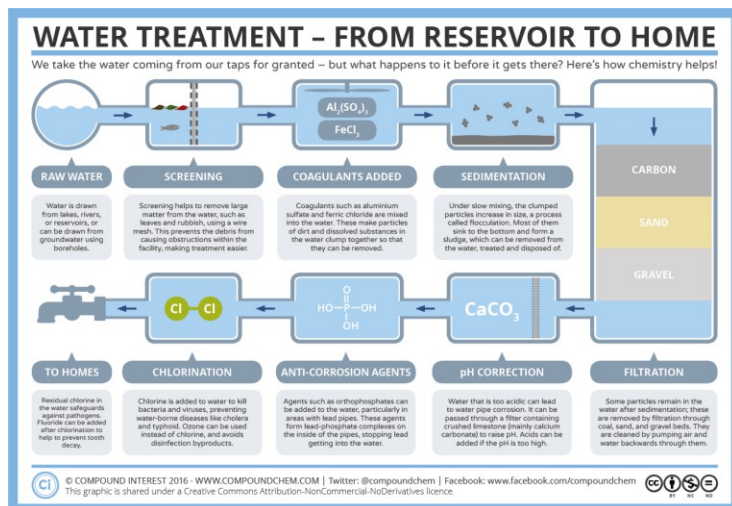 WATER TREATMENT – FROM RESERVOIR TO HOME
We take the water coming from our taps for granted – but what happens to it before it gets there? Here's how chemistry helps!
Al₂(SO₄)₃
FeCl₃
RAW WATER
Water is drawn
from lakes, rivers,
or reservoirs, or
can be drawn from
groundwater using
boreholes.
SCREENING
Screening helps to remove large
matter from the water, such as
leaves and rubbish, using a wire
mesh. This prevents the debris from
causing obstructions within the
facility, making treatment easier.
COAGULANTS ADDED
Coagulants such as aluminium
sulfate and ferric chloride are mixed
into the water. These make particles
of dirt and dissolved substances in
the water clump together so that
they can be removed.
SEDIMENTATION
Under slow mixing, the clumped
particles increase in size, a process
called flocculation. Most of them
sink to the bottom and form a
sludge, which can be removed from
the water, treated and disposed of.
CARBON
SAND
GRAVEL
Cl Cl
O
HO–P–OH
OH
CaCO₃
TO HOMES
Residual chlorine in
the water safeguards
against pathogens.
Fluoride can be added
after chlorination to
help to prevent tooth
decay.
CHLORINATION
Chlorine is added to water to kill
bacteria and viruses, preventing
water-borne diseases like cholera
and typhoid. Ozone can be used
instead of chlorine, and avoids
disinfection byproducts.
ANTI-CORROSION AGENTS
Agents such as orthophosphates can
be added to the water, particularly in
areas with lead pipes. These agents
form lead-phosphate complexes on
the inside of the pipes, stopping lead
getting into the water.
pH CORRECTION
Water that is too acidic can lead
to water pipe corrosion. It can be
passed through a filter containing
crushed limestone (mainly calcium
carbonate) to raise pH. Acids can be
added if the pH is too high.
FILTRATION
Some particles remain in the
water after sedimentation; these
are removed by filtration through
coal, sand, and gravel beds. They
are cleaned by pumping air and
water backwards through them.
Ci
© COMPOUND INTEREST 2016 - WWW.COMPOUNDCHEM.COM | Twitter: @compoundchem | Facebook: www.facebook.com/compoundchem
This graphic is shared under a Creative Commons Attribution-NonCommercial-NoDerivatives licence.
cc
BY NC ND